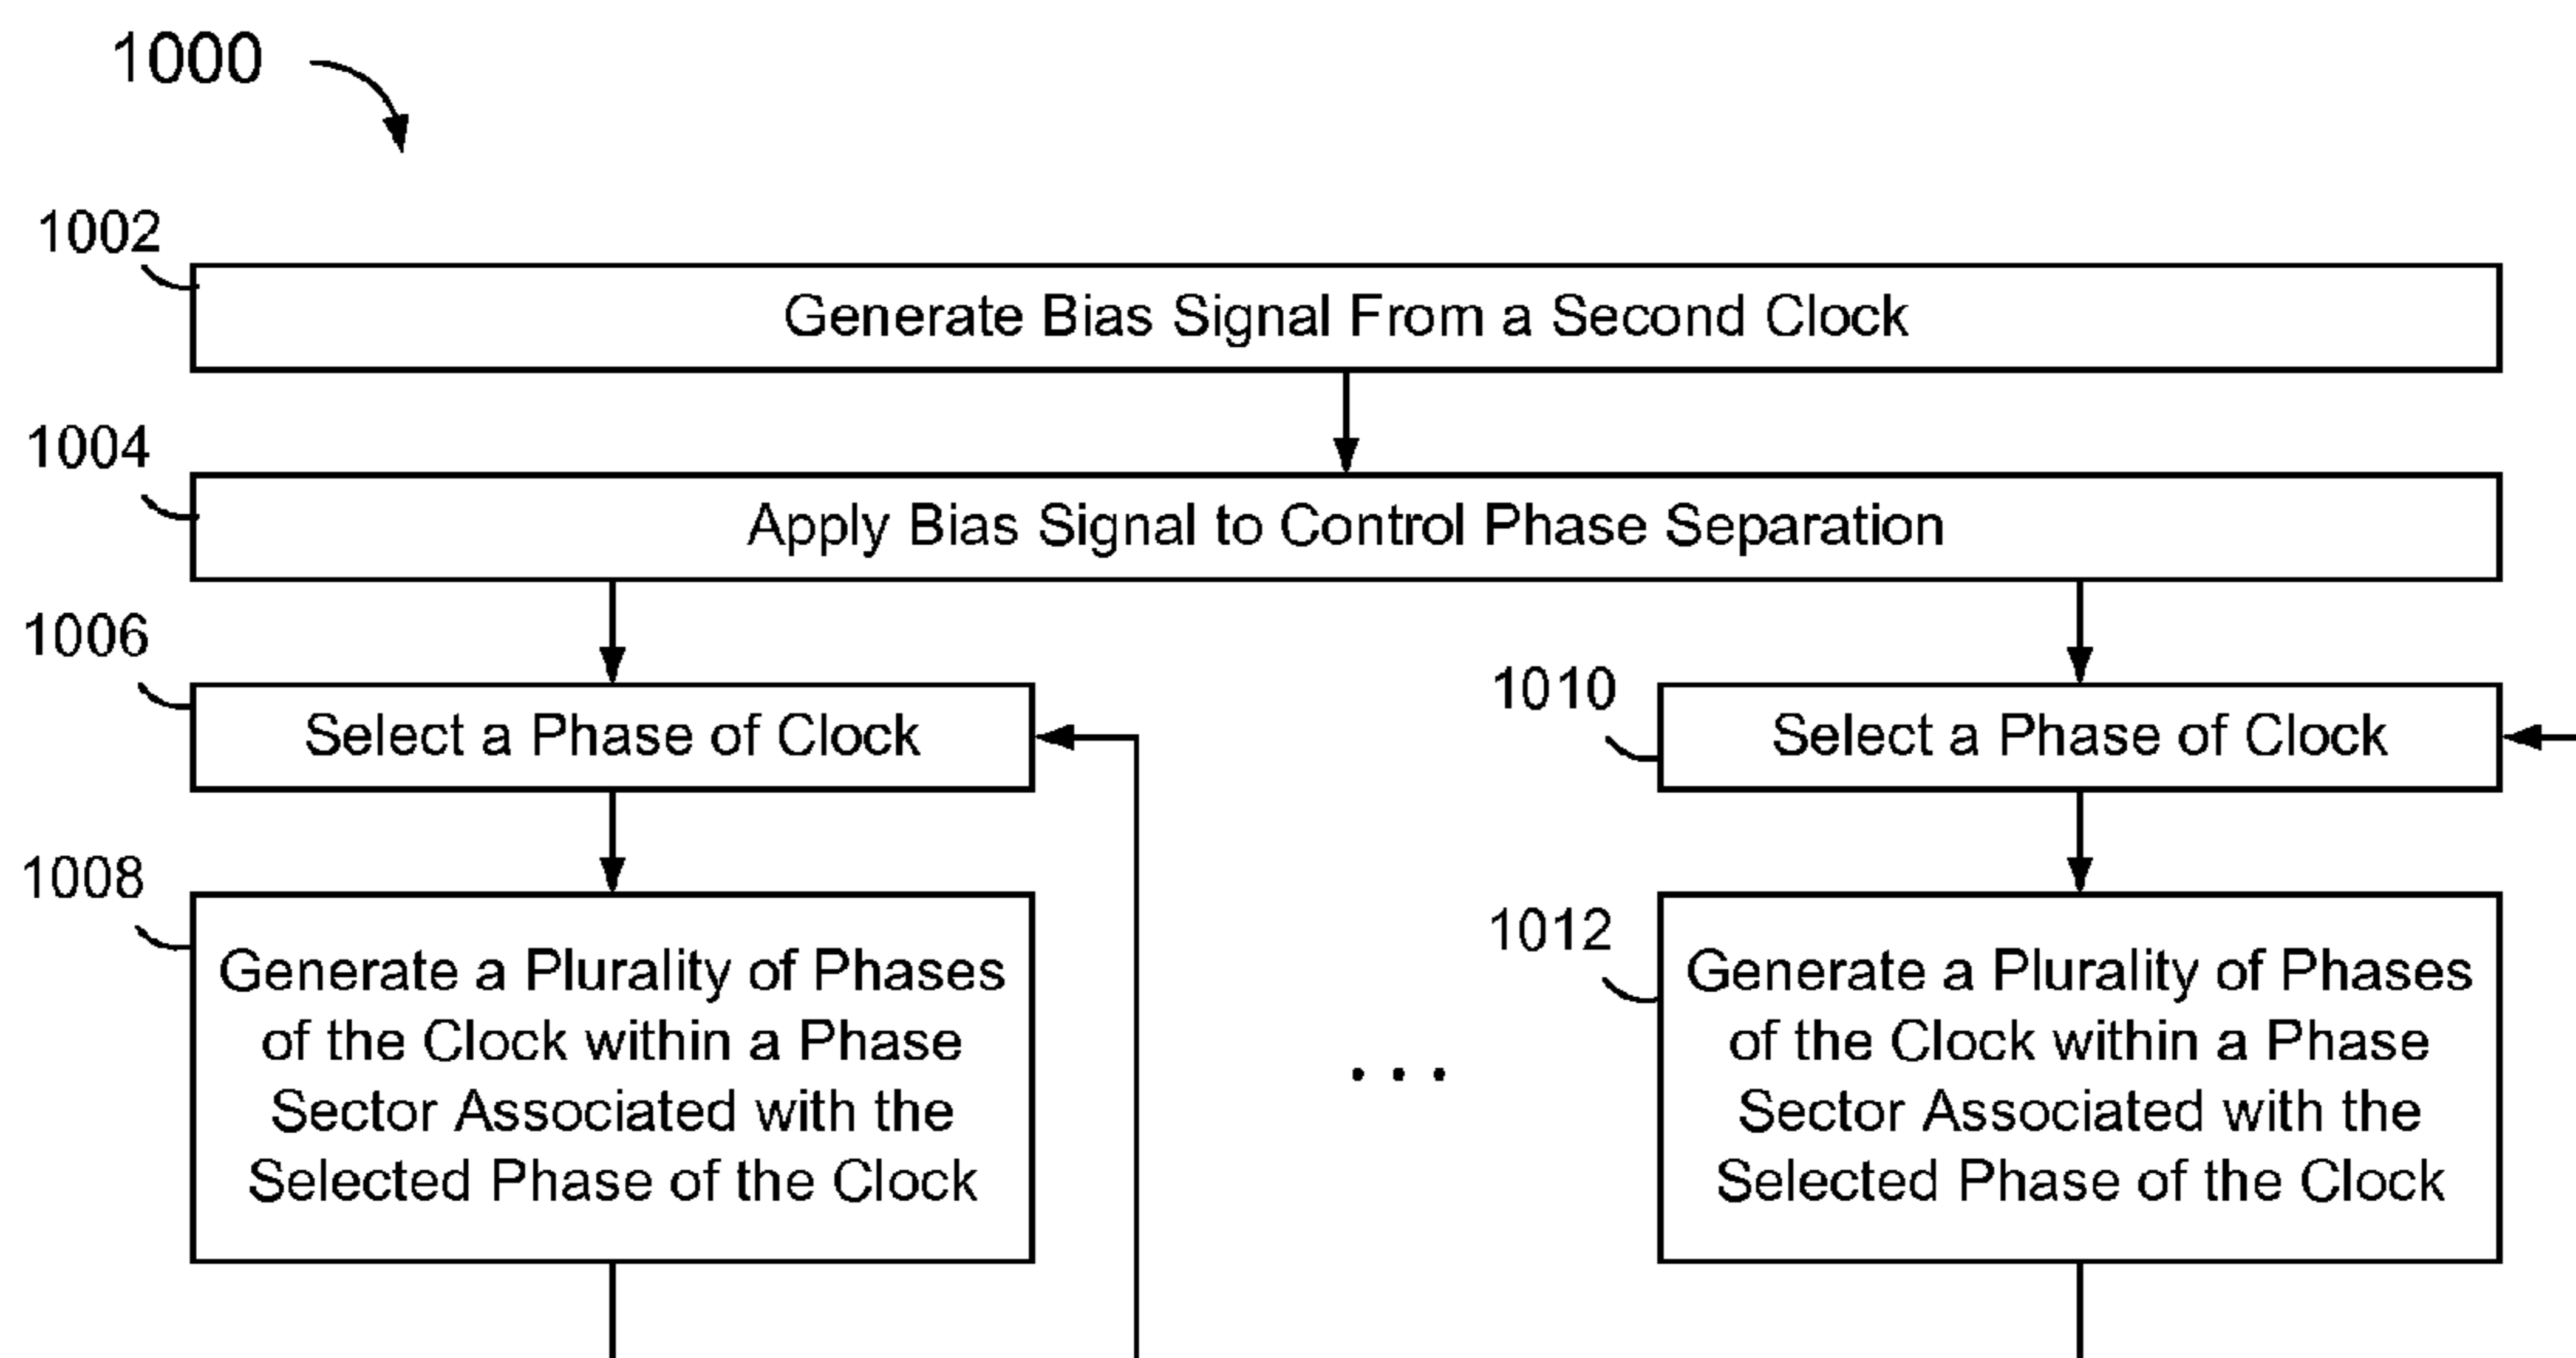 1000
1002
Generate Bias Signal From a Second Clock
1004
Apply Bias Signal to Control Phase Separation
1006
Select a Phase of Clock
1010
Select a Phase of Clock
1008
Generate a Plurality of Phases
of the Clock within a Phase
Sector Associated with the
Selected Phase of the Clock
. . .
1012
Generate a Plurality of Phases
of the Clock within a Phase
Sector Associated with the
Selected Phase of the Clock